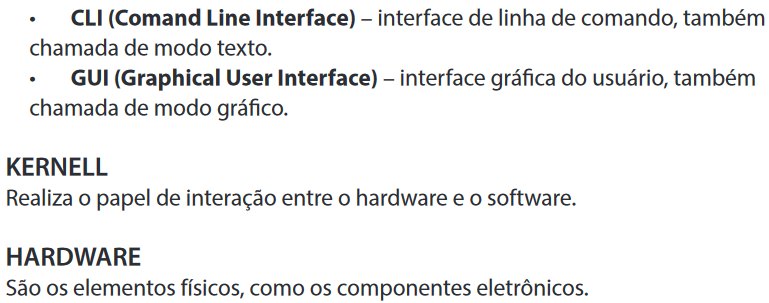 • CLI (Comand Line Interface) – interface de linha de comando, também
chamada de modo texto.
• GUI (Graphical User Interface) – interface gráfica do usuário, também
chamada de modo gráfico.
KERNELL
Realiza o papel de interação entre o hardware e o software.
HARDWARE
São os elementos físicos, como os componentes eletrônicos.